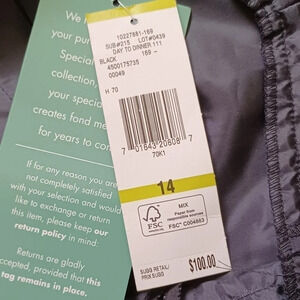 We
your pu
Special
collection,
your speci
creates fond me
for years to co
If for any reason you are
not completely satisfied
with your selection and would
like to exchange or return
this item, please keep our
return policy in mind:
Returns are gladly
accepted, provided that this
tag remains in place.
10227881-169
SUB#215 LOT#0439
DAY TO DINNER 111
BLACK 169 -
4500175735
00049
H 70
7 01643 20808 7
70K1
14
FSC
MIX
Paper from
responsible sources
FSC® C004863
SUGG RETAIL/
PRIX SUGG
$100.00